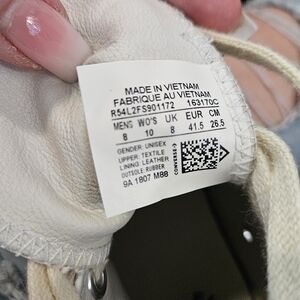 MADE IN VIETNAM
FABRIQUE AU VIETNAM
R54L2FS901172 163170C
MENS WO'S UK EUR CM
8 10 8 41.5 26.5
GENDER: UNISEX
UPPER: TEXTILE
LINING: LEATHER
OUTSOLE: RUBBER
9A 1807 M88
CONVERSE